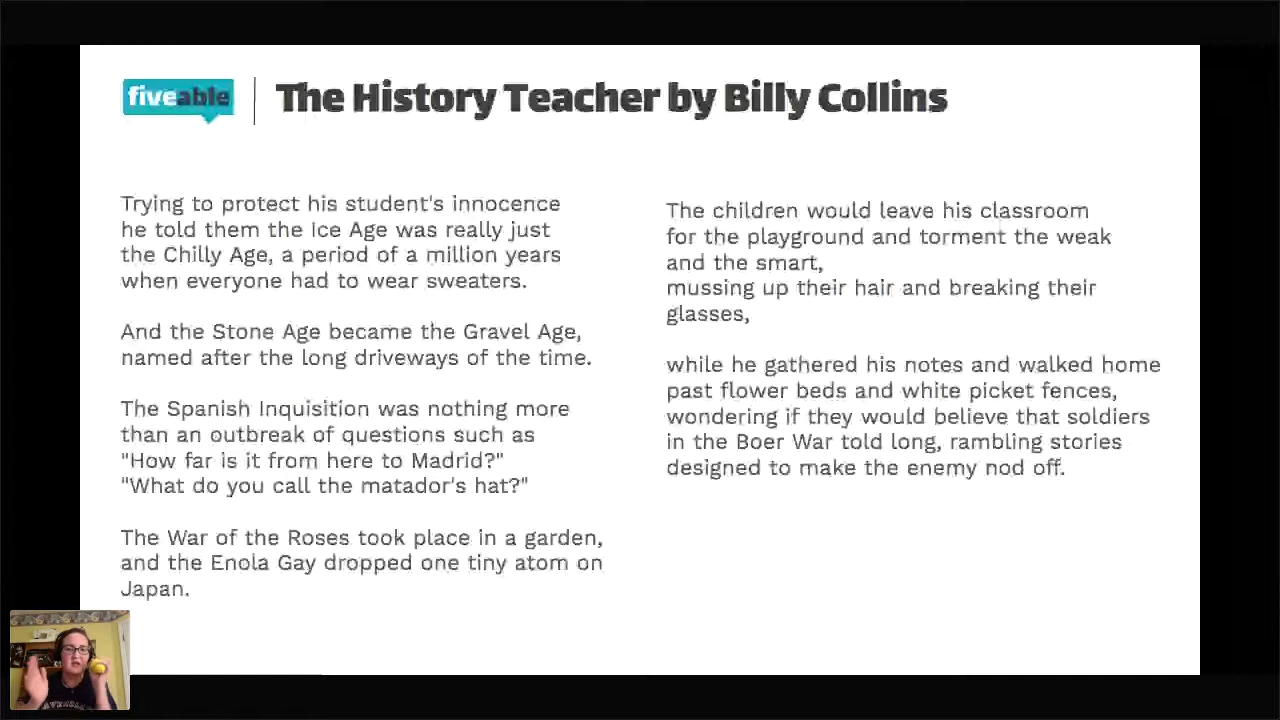 fiveable
The History Teacher by Billy Collins
Trying to protect his student's innocence
he told them the Ice Age was really just
the Chilly Age, a period of a million years
when everyone had to wear sweaters.
And the Stone Age became the Gravel Age,
named after the long driveways of the time.
The Spanish Inquisition was nothing more
than an outbreak of questions such as
"How far is it from here to Madrid?"
"What do you call the matador's hat?"
The War of the Roses took place in a garden,
and the Enola Gay dropped one tiny atom on
Japan.
The children would leave his classroom
for the playground and torment the weak
and the smart,
mussing up their hair and breaking their
glasses,
while he gathered his notes and walked home
past flower beds and white picket fences,
wondering if they would believe that soldiers
in the Boer War told long, rambling stories
designed to make the enemy nod off.